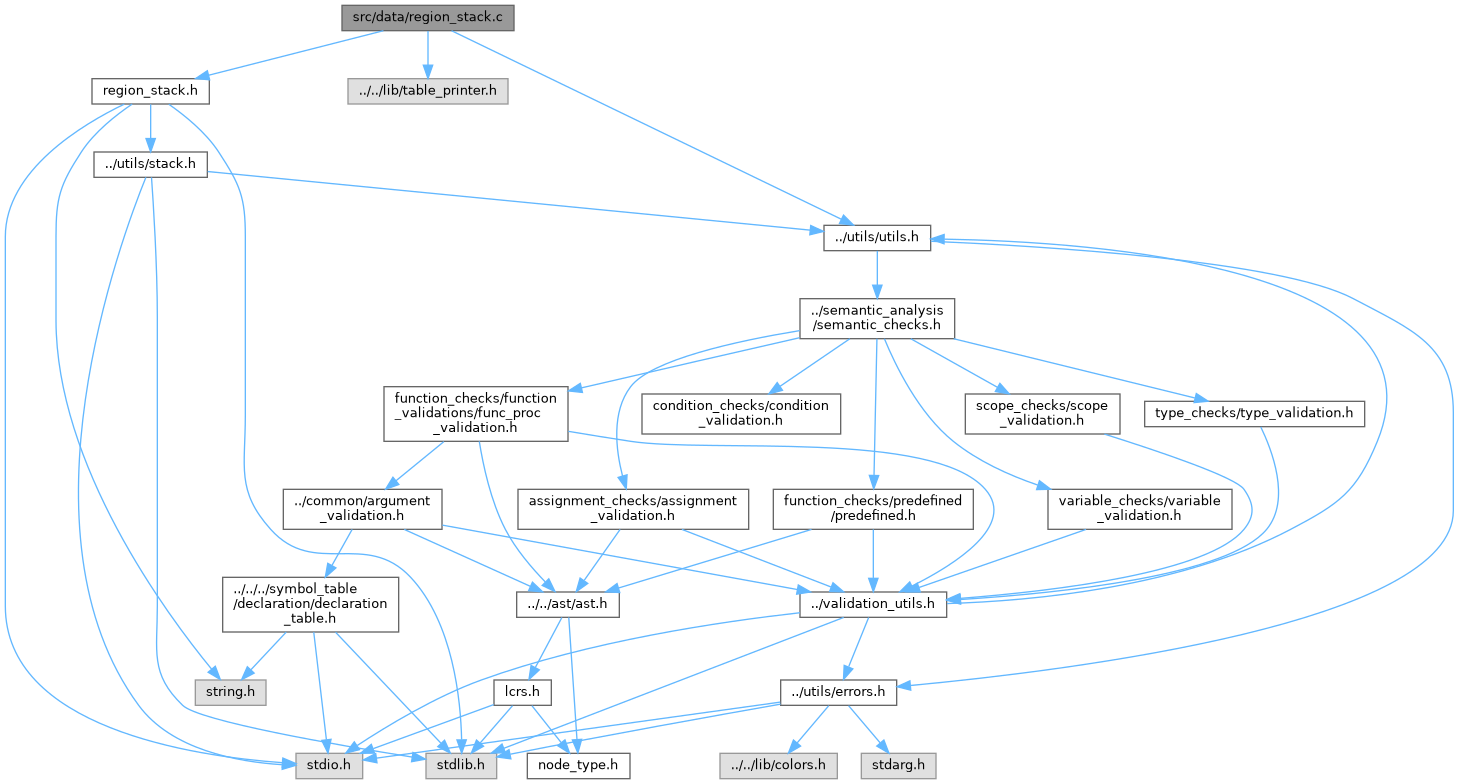 src/data/region_stack.c
region_stack.h
../../lib/table_printer.h
../utils/stack.h
../utils/utils.h
../semantic_analysis
/semantic_checks.h
function_checks/function
_validations/func_proc
_validation.h
condition_checks/condition
_validation.h
scope_checks/scope
_validation.h
type_checks/type_validation.h
../common/argument
_validation.h
assignment_checks/assignment
_validation.h
function_checks/predefined
/predefined.h
variable_checks/variable
_validation.h
../../../symbol_table
/declaration/declaration
_table.h
../../ast/ast.h
../validation_utils.h
string.h
lcrs.h
../utils/errors.h
stdio.h
stdlib.h
node_type.h
../../lib/colors.h
stdarg.h